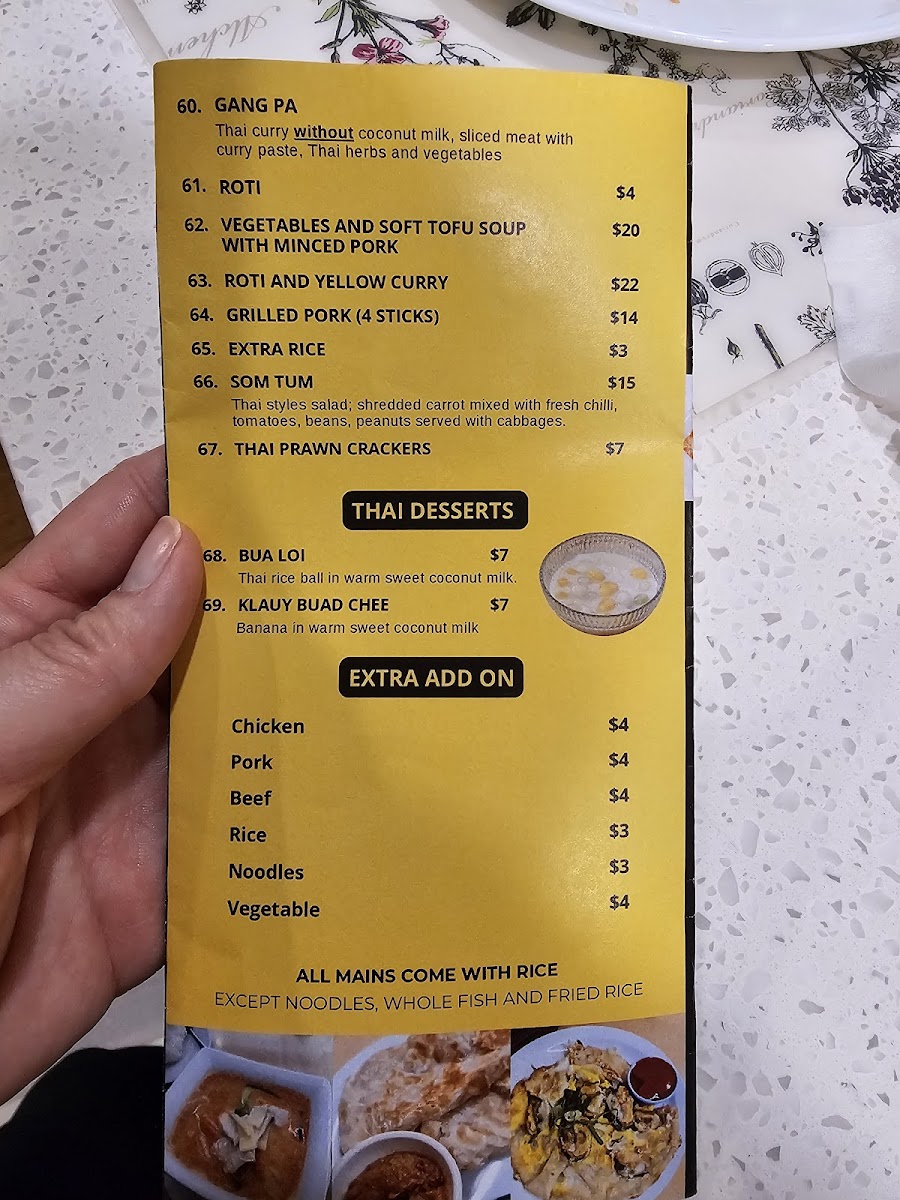 60. GANG PA
Thai curry without coconut milk, sliced meat with
curry paste, Thai herbs and vegetables
61. ROTI $4
62. VEGETABLES AND SOFT TOFU SOUP $20
WITH MINCED PORK
63. ROTI AND YELLOW CURRY $22
64. GRILLED PORK (4 STICKS) $14
65. EXTRA RICE $3
66. SOM TUM $15
Thai styles salad; shredded carrot mixed with fresh chilli,
tomatoes, beans, peanuts served with cabbages.
67. THAI PRAWN CRACKERS $7
THAI DESSERTS
68. BUA LOI $7
Thai rice ball in warm sweet coconut milk.
69. KLAUY BUAD CHEE $7
Banana in warm sweet coconut milk
EXTRA ADD ON
Chicken $4
Pork $4
Beef $4
Rice $3
Noodles $3
Vegetable $4
ALL MAINS COME WITH RICE
EXCEPT NOODLES, WHOLE FISH AND FRIED RICE